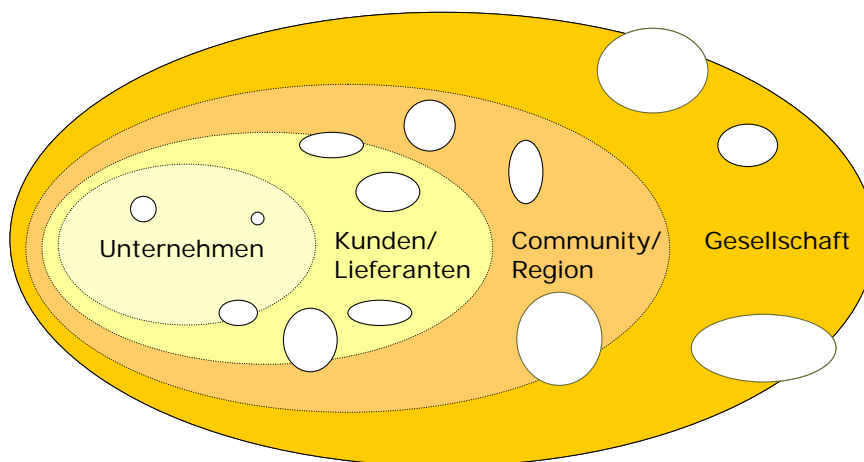 Unternehmen
Kunden/
Lieferanten
Community/
Region
Gesellschaft